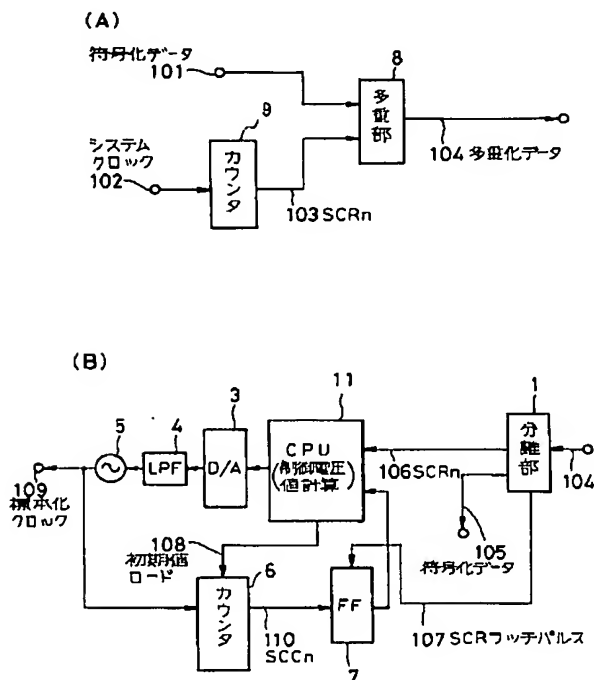 (A)
符号化データ
101
8
多重部
104 多重化データ
9
システム
クロック
102
カウンタ
103 SCRn
(B)
11
3
1
5
4
CPU
(制御電圧
値計算)
D/A
LPF
分離部
106 SCRn
104
109
標本化
クロック
108
初期値
ロード
6
105
符号化データ
カウンタ
FF
110
SCCn
107 SCRラッチパルス
7